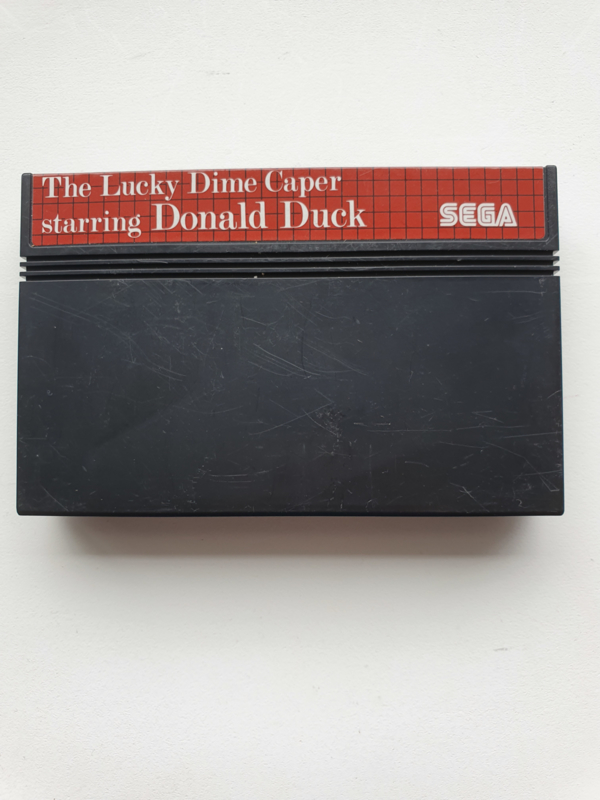 The Lucky Dime Caper
starring Donald Duck
SEGA